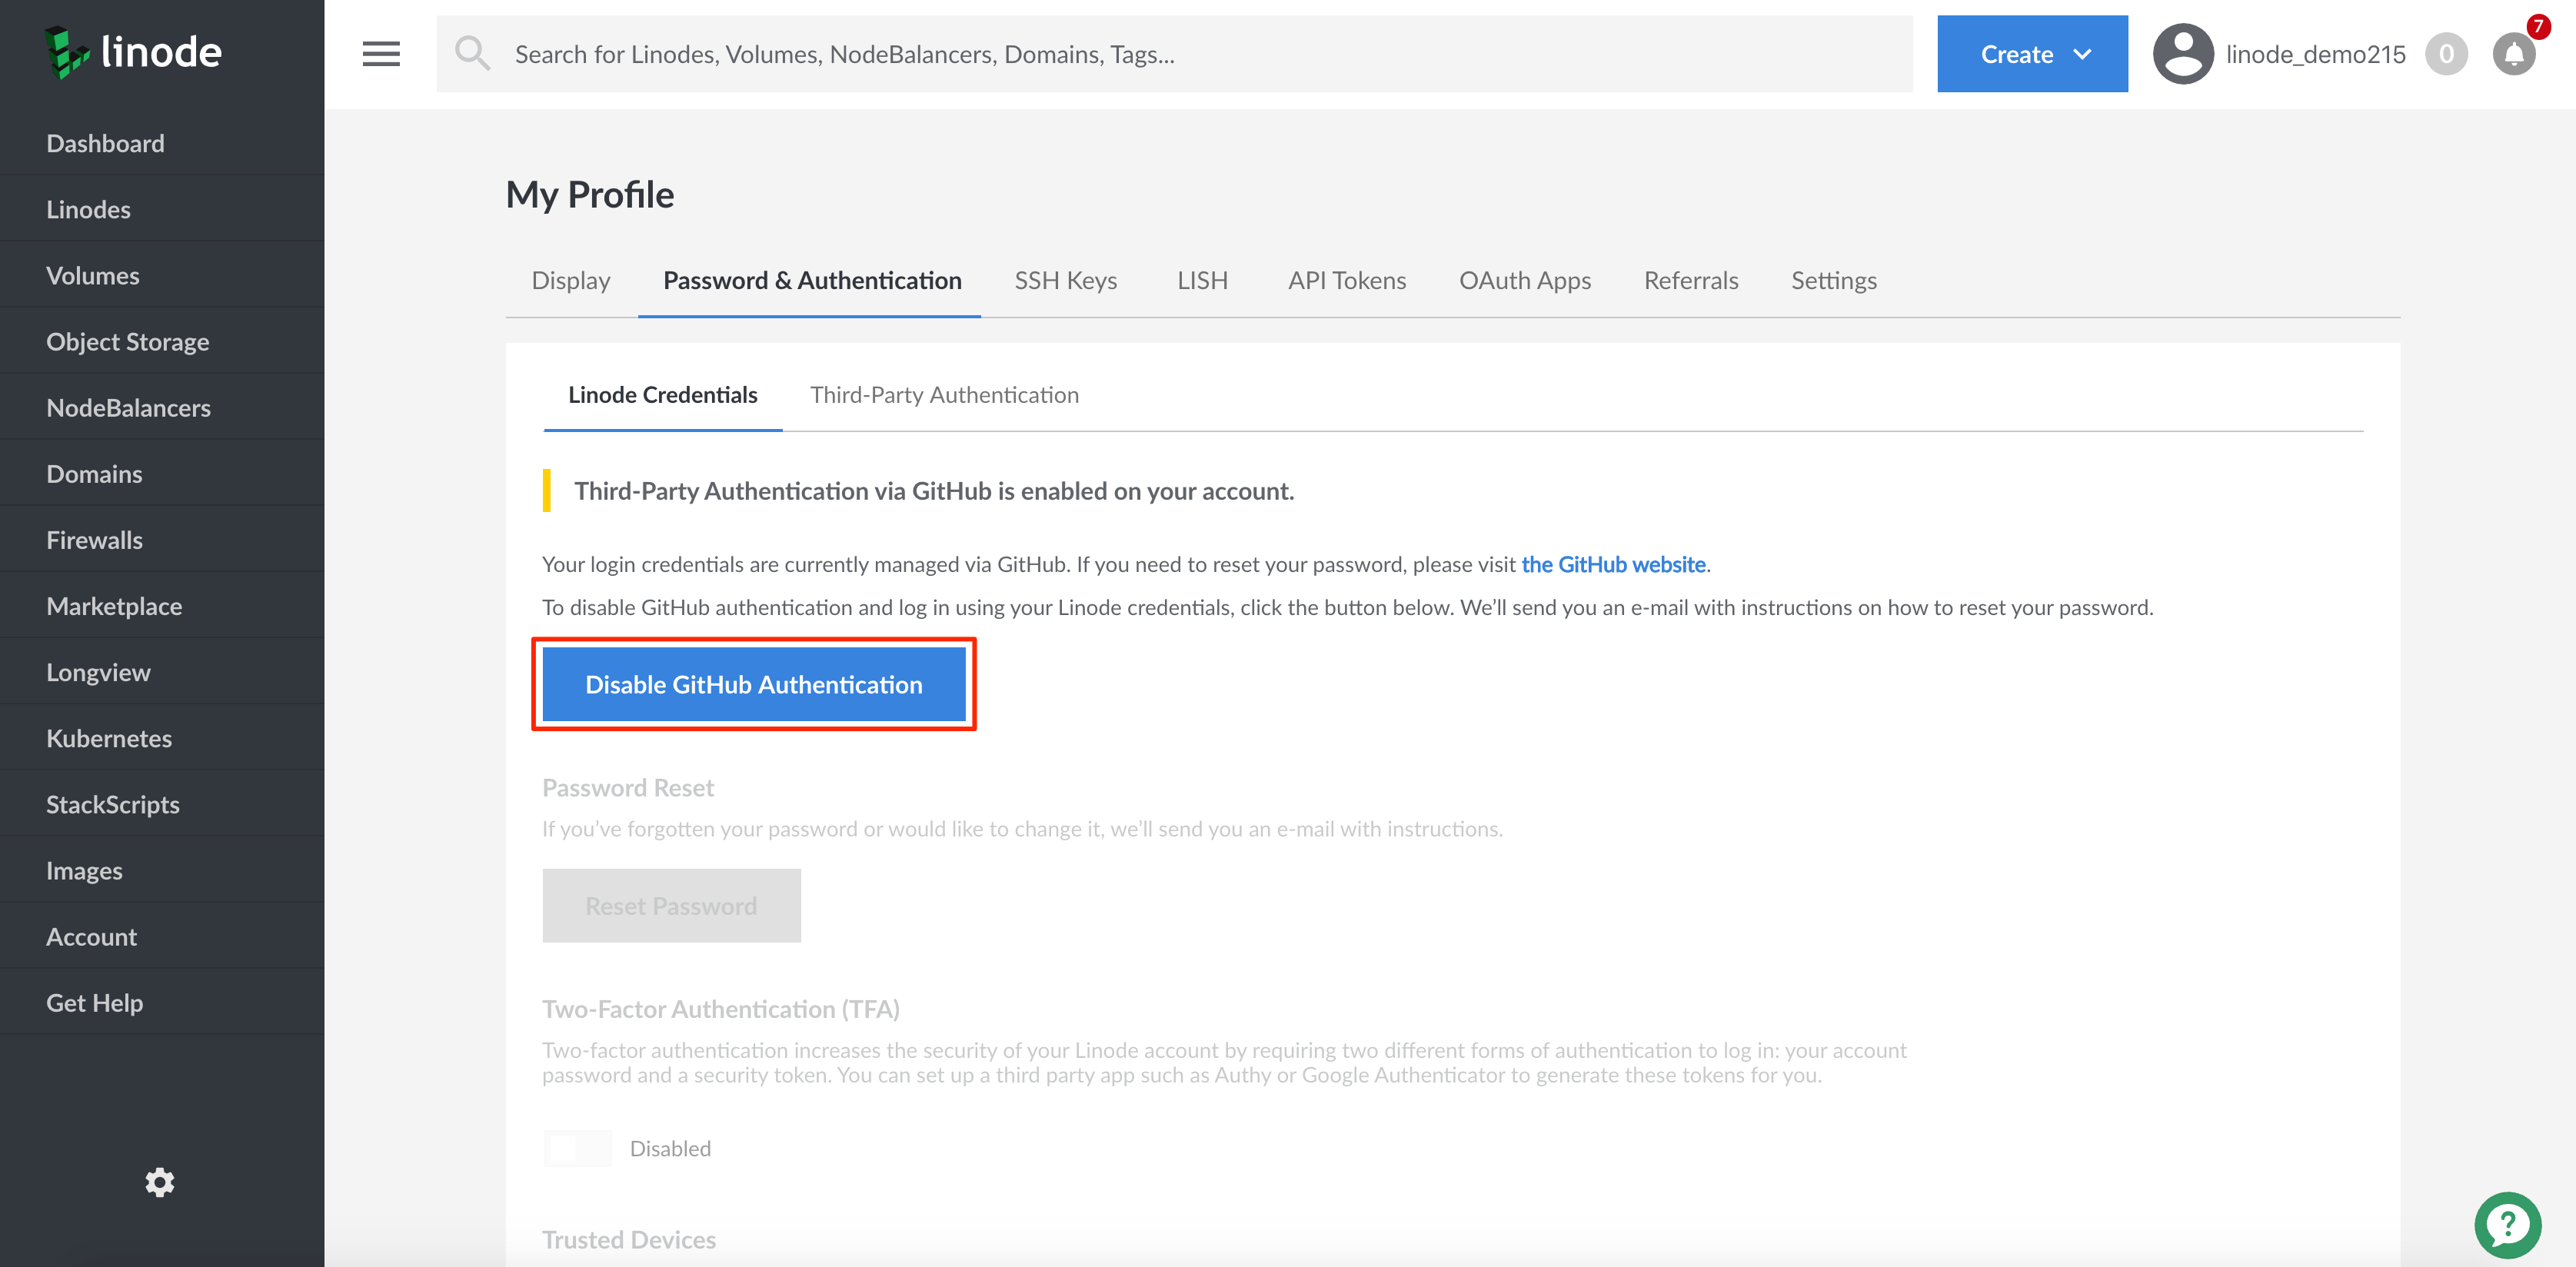 linode
Search for Linodes, Volumes, NodeBalancers, Domains, Tags...
Create
linode_demo215
0
7
Dashboard
Linodes
Volumes
Object Storage
NodeBalancers
Domains
Firewalls
Marketplace
Longview
Kubernetes
StackScripts
Images
Account
Get Help
My Profile
Display
Password & Authentication
SSH Keys
LISH
API Tokens
OAuth Apps
Referrals
Settings
Linode Credentials
Third-Party Authentication
Third-Party Authentication via GitHub is enabled on your account.
Your login credentials are currently managed via GitHub. If you need to reset your password, please visit the GitHub website.
To disable GitHub authentication and log in using your Linode credentials, click the button below. We’ll send you an e-mail with instructions on how to reset your password.
Disable GitHub Authentication
Password Reset
If you’ve forgotten your password or would like to change it, we’ll send you an e-mail with instructions.
Reset Password
Two-Factor Authentication (TFA)
Two-factor authentication increases the security of your Linode account by requiring two different forms of authentication to log in: your account
password and a security token. You can set up a third party app such as Authy or Google Authenticator to generate these tokens for you.
Disabled
Trusted Devices
?